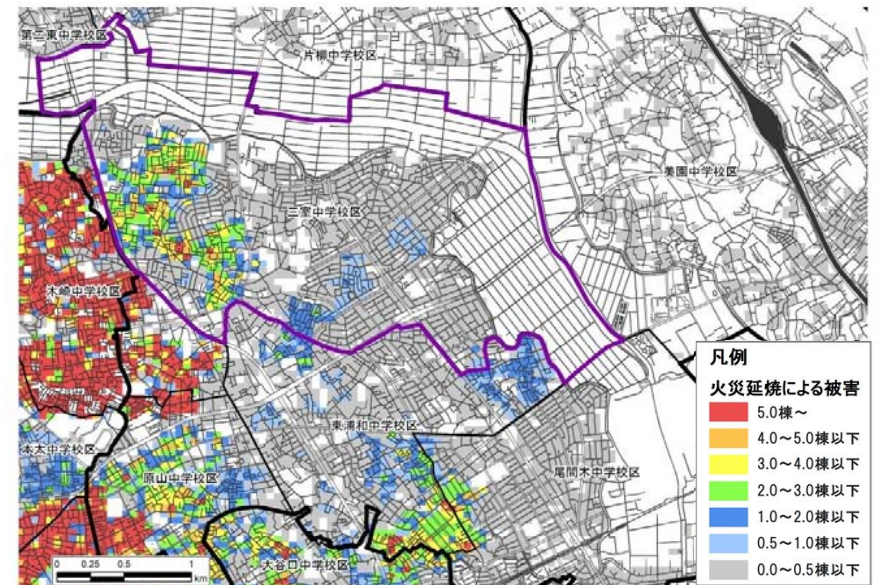 第二東中学校区
片柳中学校区
美園中学校区
三室中学校区
木崎中学校区
東浦和中学校区
本太中学校区
原山中学校区
尾間木中学校区
大谷口中学校区
凡例
火災延焼による被害
5.0棟～
4.0～5.0棟以下
3.0～4.0棟以下
2.0～3.0棟以下
1.0～2.0棟以下
0.5～1.0棟以下
0.0～0.5棟以下
0 0.25 0.5 1
km